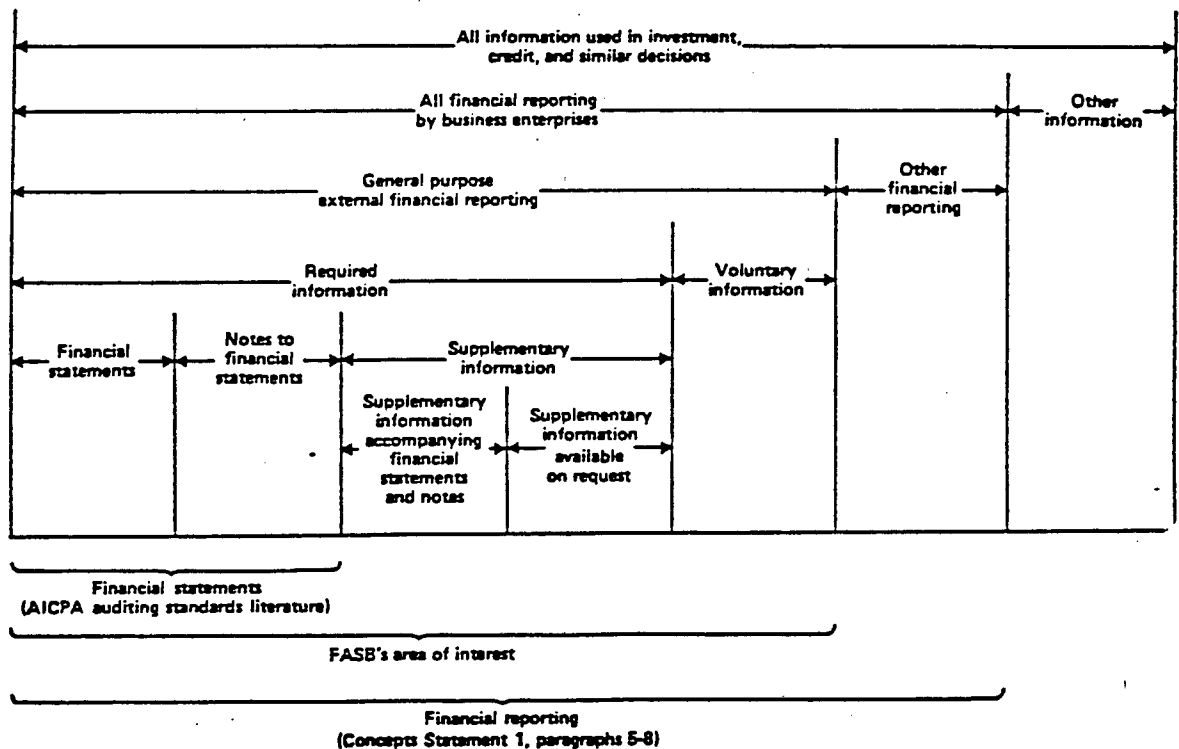 All information used in investment,
credit, and similar decisions
All financial reporting
by business enterprises
Other
information
General purpose
external financial reporting
Other
financial
reporting
Required
information
Voluntary
information
Financial
statements
Notes to
financial
statements
Supplementary
information
Supplementary
information
accompanying
financial
statements
and notes
Supplementary
information
available
on request
Financial statements
(AICPA auditing standards literature)
FASB's area of interest
Financial reporting
(Concepts Statement 1, paragraphs 5-8)